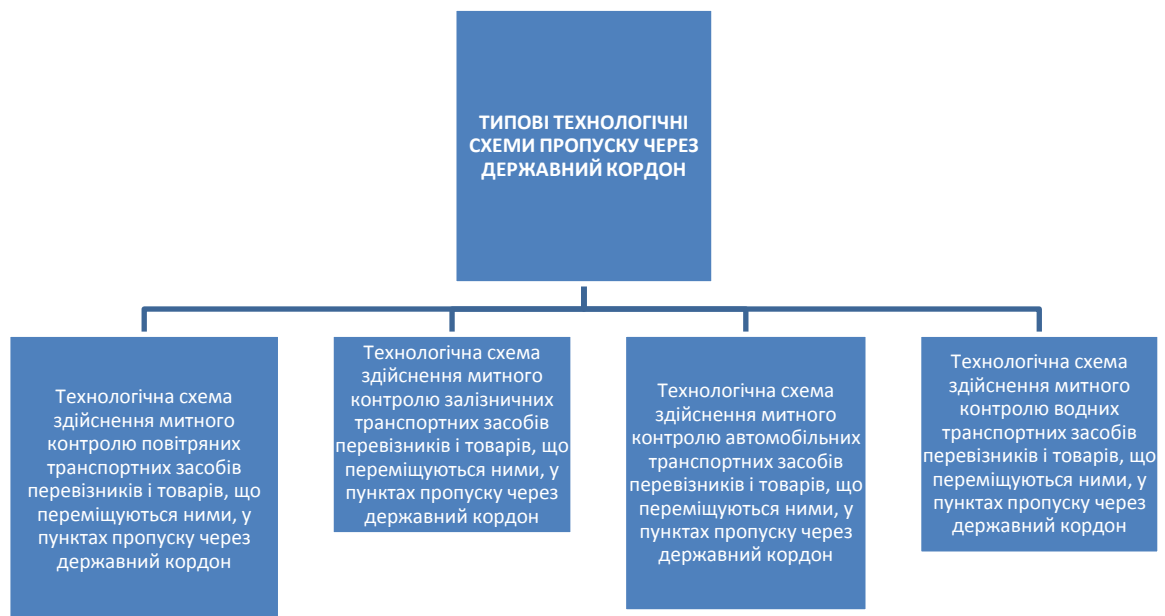 ТИПОВІ ТЕХНОЛОГІЧНІ
СХЕМИ ПРОПУСКУ ЧЕРЕЗ
ДЕРЖАВНИЙ КОРДОН
Технологічна схема
здійснення митного
контролю повітряних
транспортних засобів
перевізників і товарів, що
переміщуються ними, у
пунктах пропуску через
державний кордон
Технологічна схема
здійснення митного
контролю залізничних
транспортних засобів
перевізників і товарів, що
переміщуються ними, у
пунктах пропуску через
державний кордон
Технологічна схема
здійснення митного
контролю автомобільних
транспортних засобів
перевізників і товарів, що
переміщуються ними, у
пунктах пропуску через
державний кордон
Технологічна схема
здійснення митного
контролю водних
транспортних засобів
перевізників і товарів, що
переміщуються ними, у
пунктах пропуску через
державний кордон